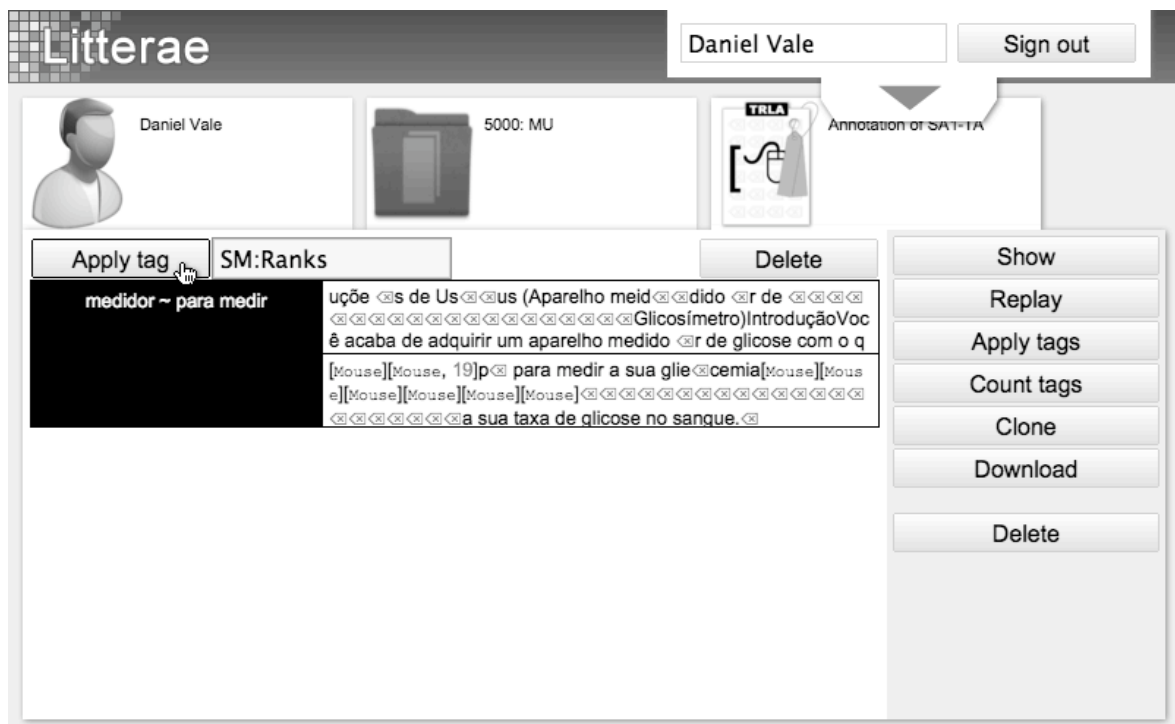 Litterae
Daniel Vale
Sign out
Daniel Vale
5000: MU
TRLA
Annotation of SA1-TA
Apply tag
SM:Ranks
Delete
medidor ~ para medir
uçõe ⌫s de Us⌫⌫us (Aparelho meid⌫⌫dido ⌫r de ⌫⌫⌫⌫
⌫⌫⌫⌫⌫⌫⌫⌫⌫⌫⌫⌫⌫⌫⌫⌫Glicosímetro)IntroduçãoVoc
ê acaba de adquirir um aparelho medido ⌫r de glicose com o q
[Mouse][Mouse, 19]p⌫ para medir a sua glie⌫cemia[Mouse][Mous
e][Mouse][Mouse][Mouse][Mouse]⌫⌫⌫⌫⌫⌫⌫⌫⌫⌫⌫⌫⌫⌫⌫
⌫⌫⌫⌫⌫⌫⌫a sua taxa de glicose no sangue.⌫
Show
Replay
Apply tags
Count tags
Clone
Download
Delete